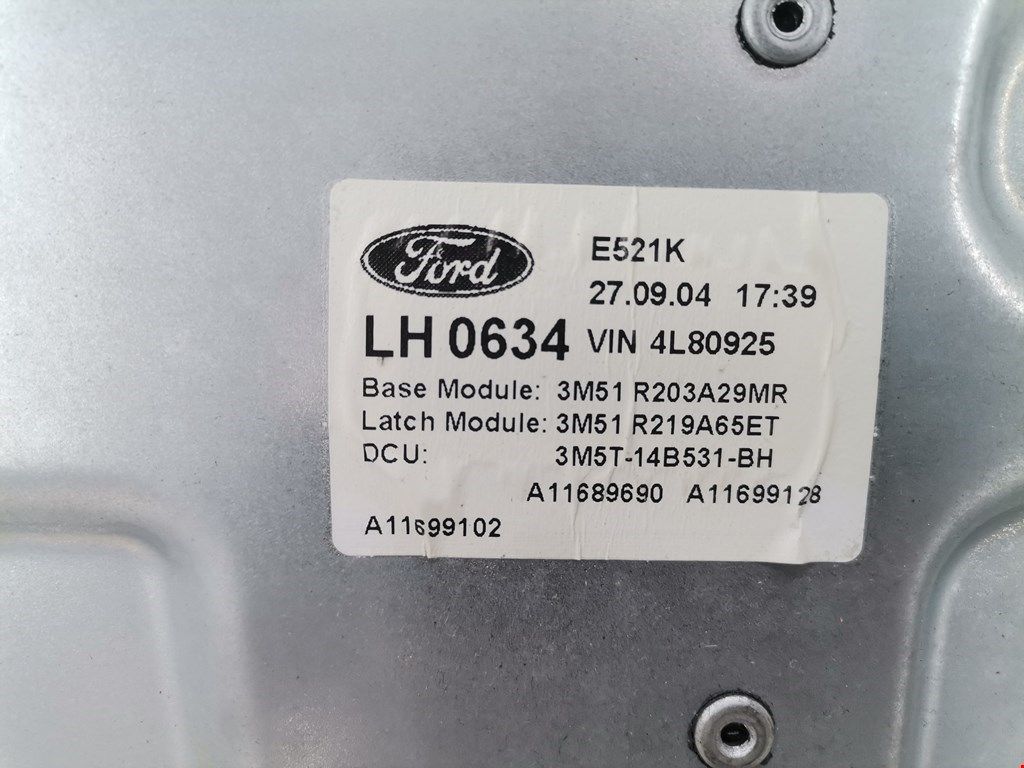 Ford
E521K
27.09.04 17:39
LH 0634 VIN 4L80925
Base Module: 3M51 R203A29MR
Latch Module: 3M51 R219A65ET
DCU: 3M5T-14B531-BH
A11689690 A11699128
A11699102